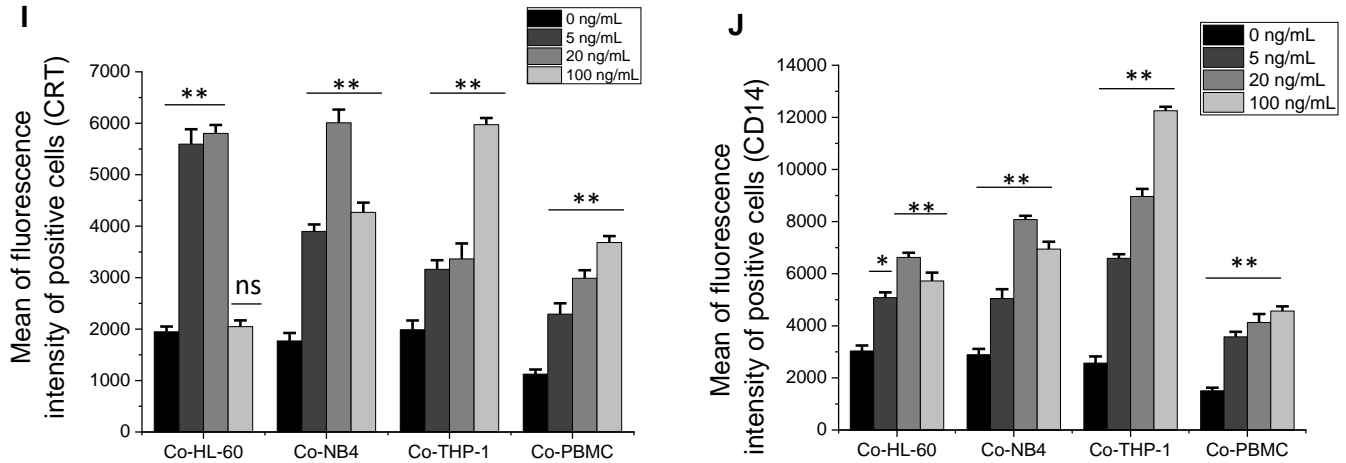 I
0 ng/mL
5 ng/mL
20 ng/mL
100 ng/mL
Mean of fluorescence
intensity of positive cells (CRT)
7000
6000
5000
4000
3000
2000
1000
0
**
ns
**
**
**
Co-HL-60 Co-NB4 Co-THP-1 Co-PBMC
J
0 ng/mL
5 ng/mL
20 ng/mL
100 ng/mL
Mean of fluorescence
intensity of positive cells (CD14)
14000
12000
10000
8000
6000
4000
2000
0
*
**
**
**
**
Co-HL-60 Co-NB4 Co-THP-1 Co-PBMC